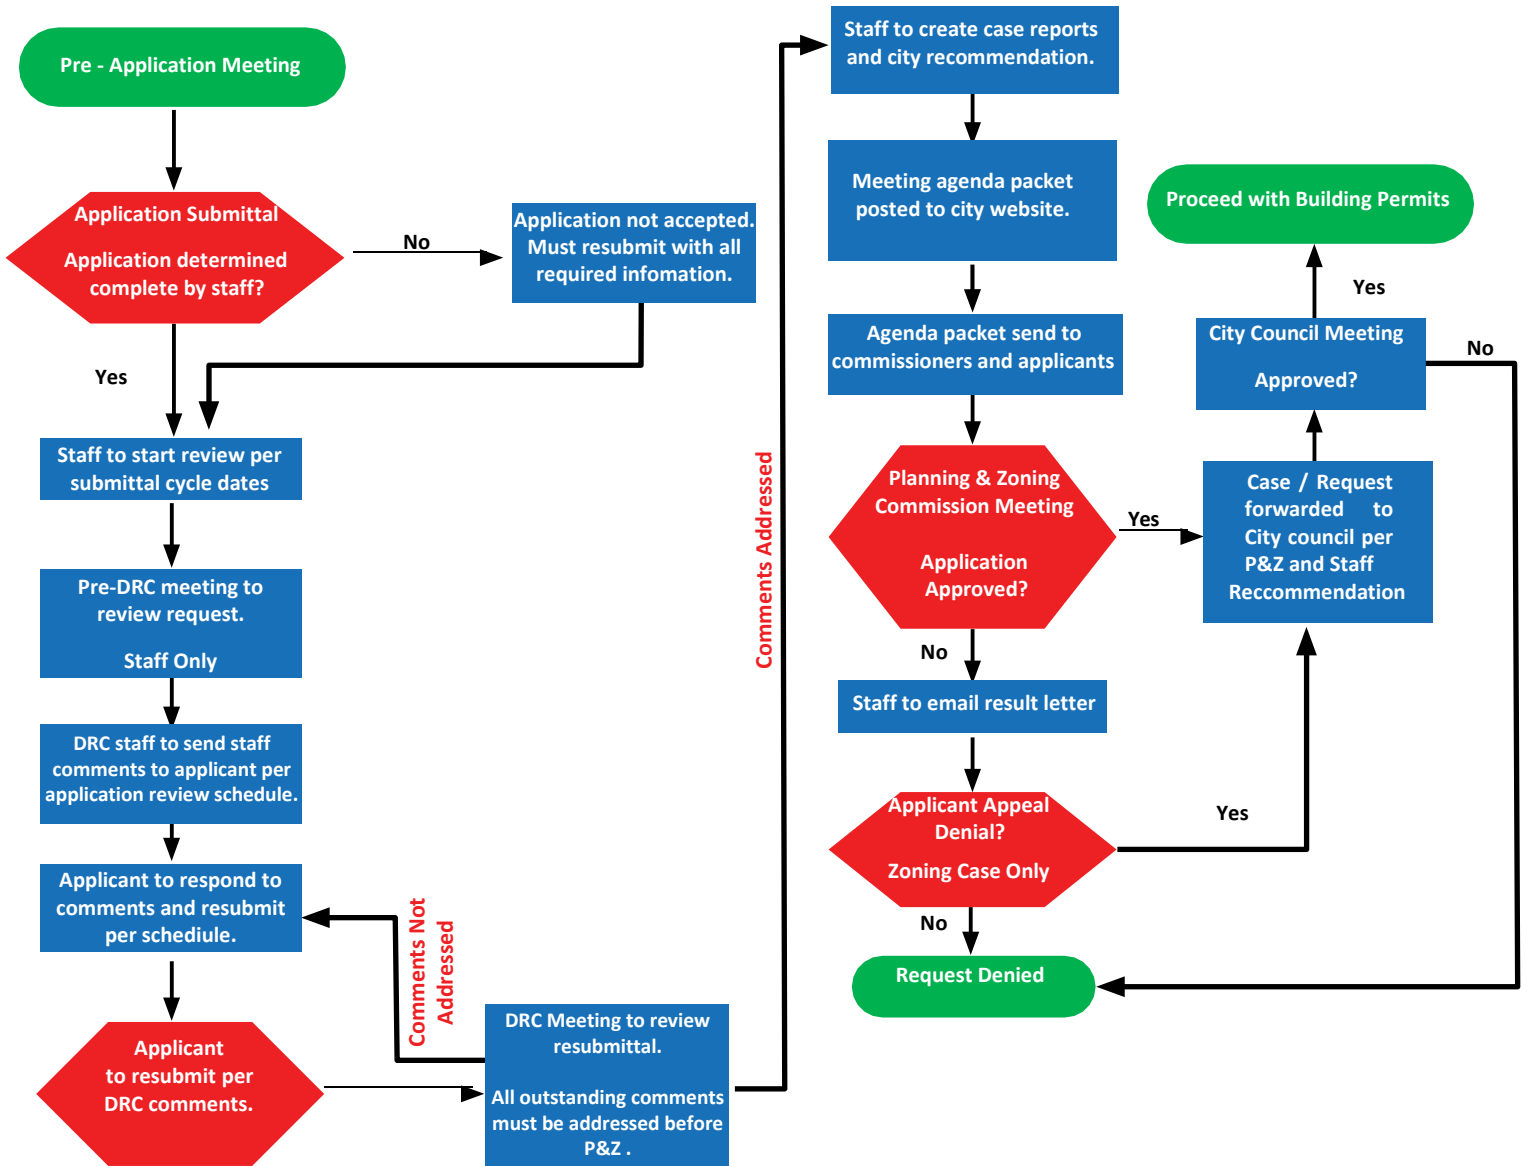 Pre - Application Meeting
Application Submittal
Application determined
complete by staff?
No
Application not accepted.
Must resubmit with all
required infomation.
Yes
Staff to start review per
submittal cycle dates
Pre-DRC meeting to
review request.
Staff Only
DRC staff to send staff
comments to applicant per
application review schedule.
Applicant to respond to
comments and resubmit
per schediule.
Applicant
to resubmit per
DRC comments.
Comments Not
Addressed
DRC Meeting to review
resubmittal.
All outstanding comments
must be addressed before
P&Z .
Comments Addressed
Staff to create case reports
and city recommendation.
Meeting agenda packet
posted to city website.
Agenda packet send to
commissioners and applicants
Planning & Zoning
Commission Meeting
Application
Approved?
Yes
No
Staff to email result letter
Applicant Appeal
Denial?
Zoning Case Only
Yes
No
Request Denied
Case / Request
forwarded to
City council per
P&Z and Staff
Reccommendation
City Council Meeting
Approved?
No
Yes
Proceed with Building Permits